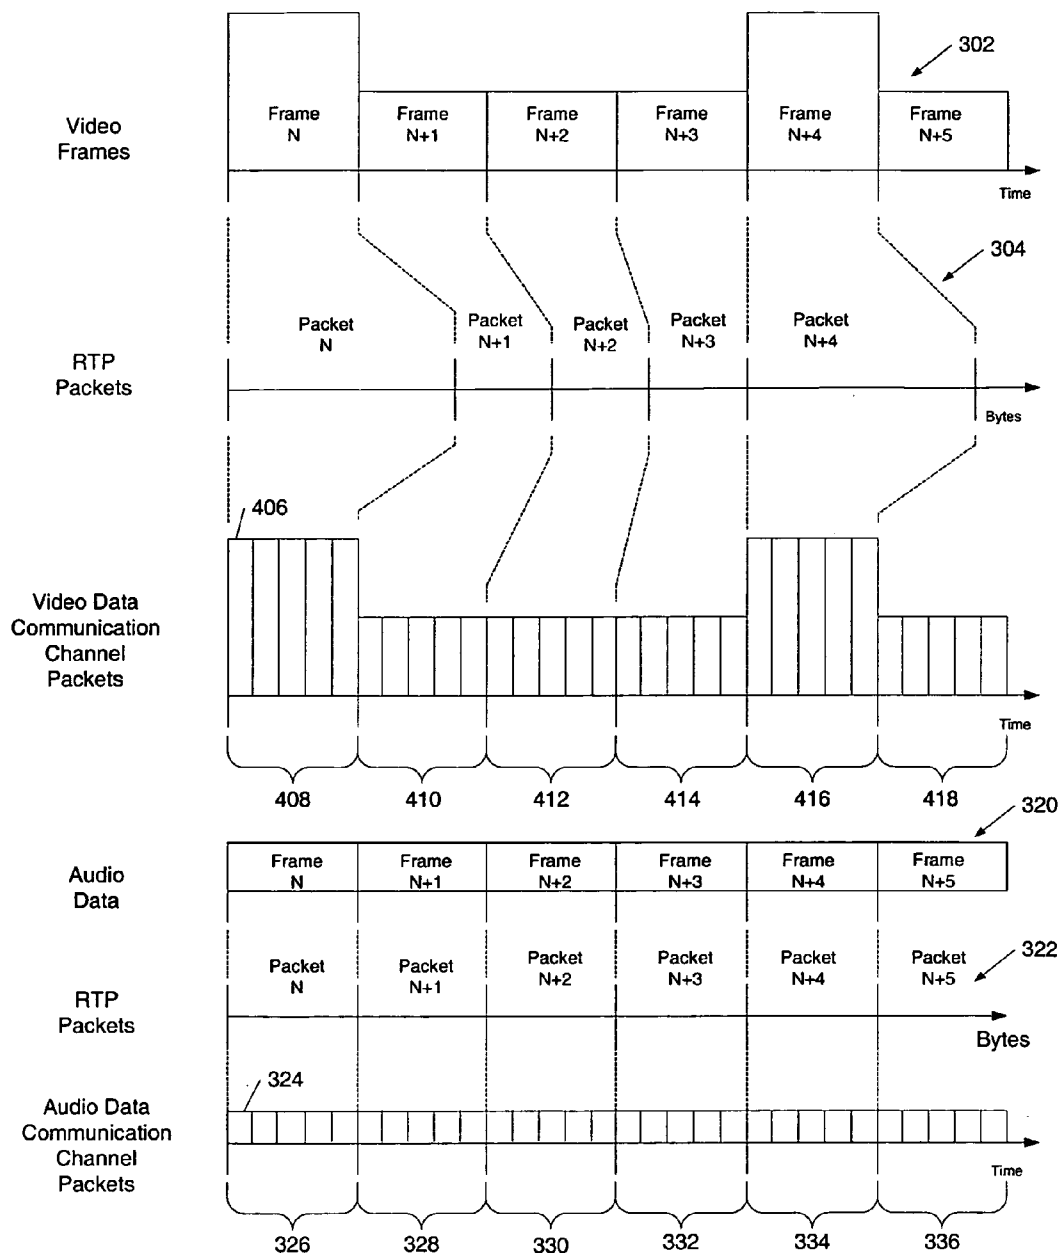 302
Video
Frames
Frame
N
Frame
N+1
Frame
N+2
Frame
N+3
Frame
N+4
Frame
N+5
Time
304
RTP
Packets
Packet
N
Packet
N+1
Packet
N+2
Packet
N+3
Packet
N+4
Bytes
406
Video Data
Communication
Channel
Packets
Time
408
410
412
414
416
418
320
Audio
Data
Frame
N
Frame
N+1
Frame
N+2
Frame
N+3
Frame
N+4
Frame
N+5
322
RTP
Packets
Packet
N
Packet
N+1
Packet
N+2
Packet
N+3
Packet
N+4
Packet
N+5
Bytes
324
Audio Data
Communication
Channel
Packets
Time
326
328
330
332
334
336